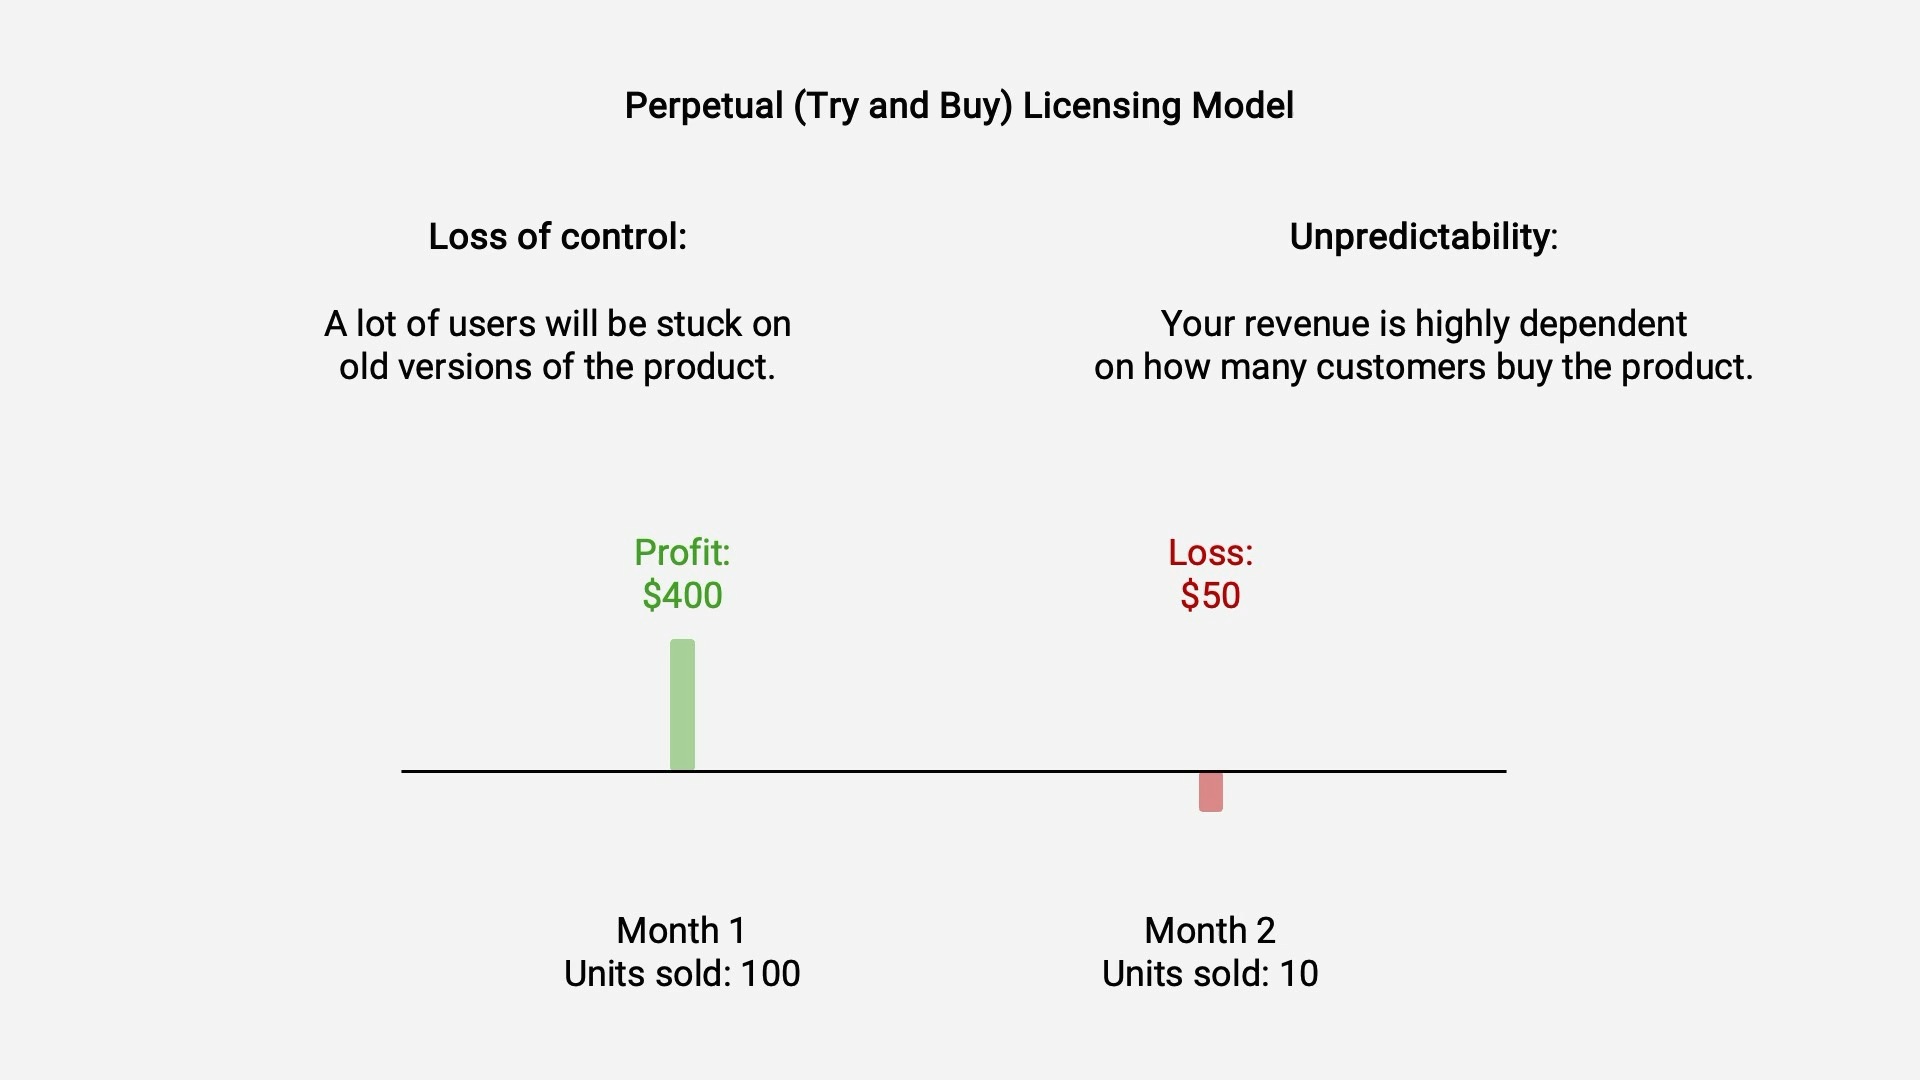 Perpetual (Try and Buy) Licensing Model
Loss of control:
A lot of users will be stuck on
old versions of the product.
Unpredictability:
Your revenue is highly dependent
on how many customers buy the product.
Profit:
$400
Loss:
$50
Month 1
Units sold: 100
Month 2
Units sold: 10